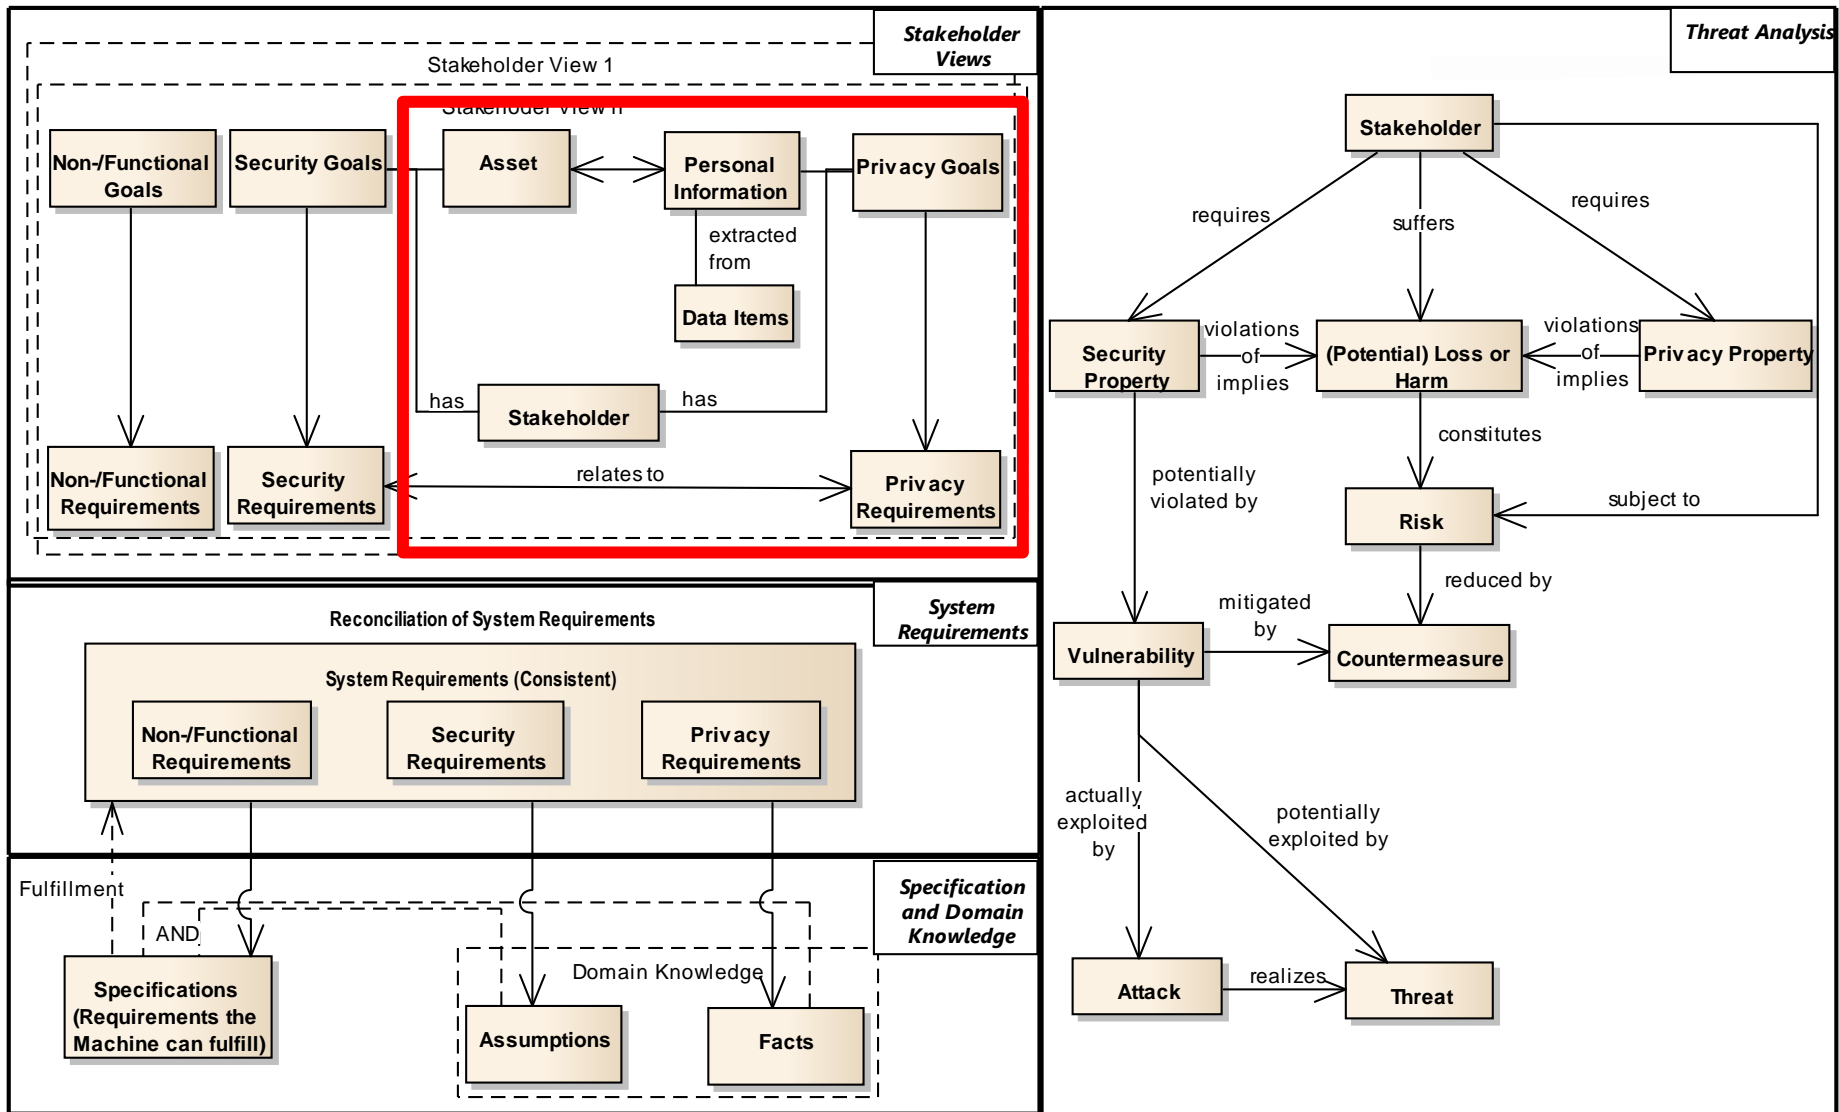 Stakeholder
Views
Stakeholder View 1
Stakehoder View n
Non-/Functional
Goals
Security Goals
Asset
Personal
Information
Privacy Goals
extracted
from
Data Items
has
Stakeholder
has
Non-/Functional
Requirements
Security
Requirements
relates to
Privacy
Requirements
System
Requirements
Reconciliation of System Requirements
System Requirements (Consistent)
Non-/Functional
Requirements
Security
Requirements
Privacy
Requirements
Specification
and Domain
Knowledge
Fulfillment
AND
Specifications
(Requirements the
Machine can fulfill)
Domain Knowledge
Assumptions
Facts
Threat Analysis
Stakeholder
requires
suffers
requires
Security
Property
violations
of
implies
(Potential) Loss or
Harm
violations
of
implies
Privacy Property
constitutes
potentially
violated by
Risk
subject to
reduced by
Vulnerability
mitigated
by
Countermeasure
actually
exploited
by
potentially
exploited by
Attack
realizes
Threat